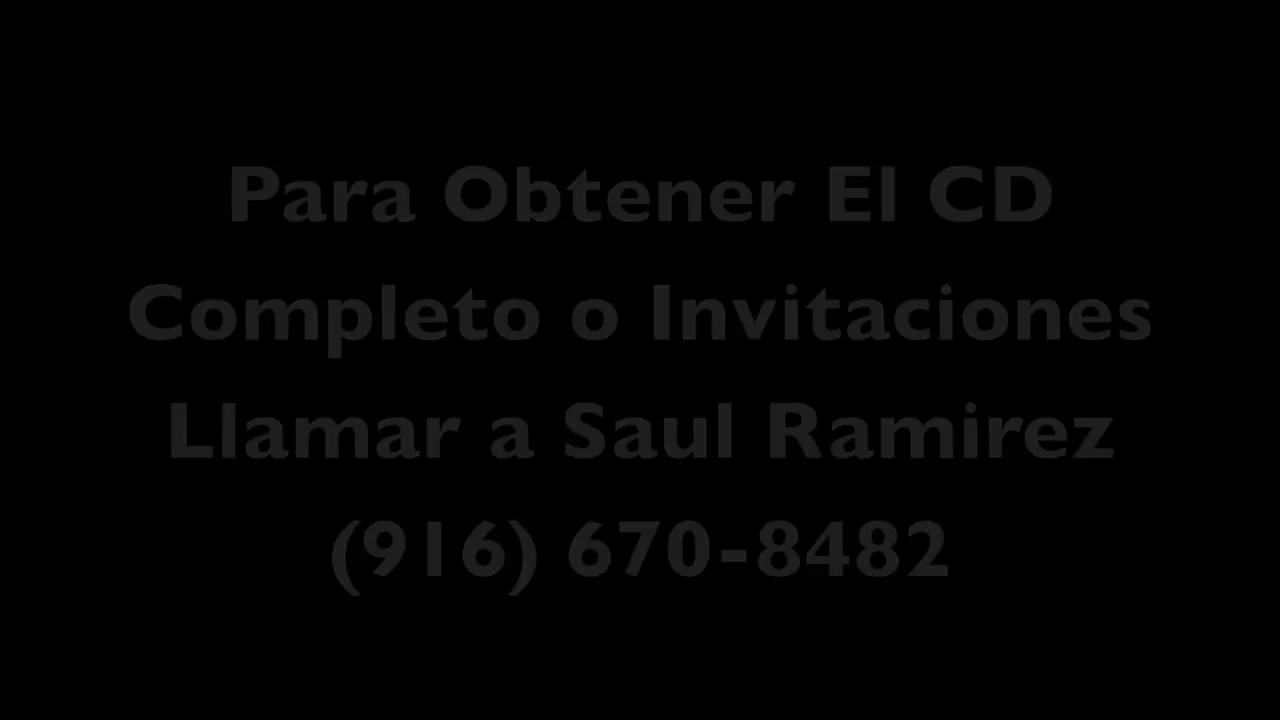 Para Obtener El CD
Completo o Invitaciones
Llamar a Saul Ramirez
(916) 670-8482